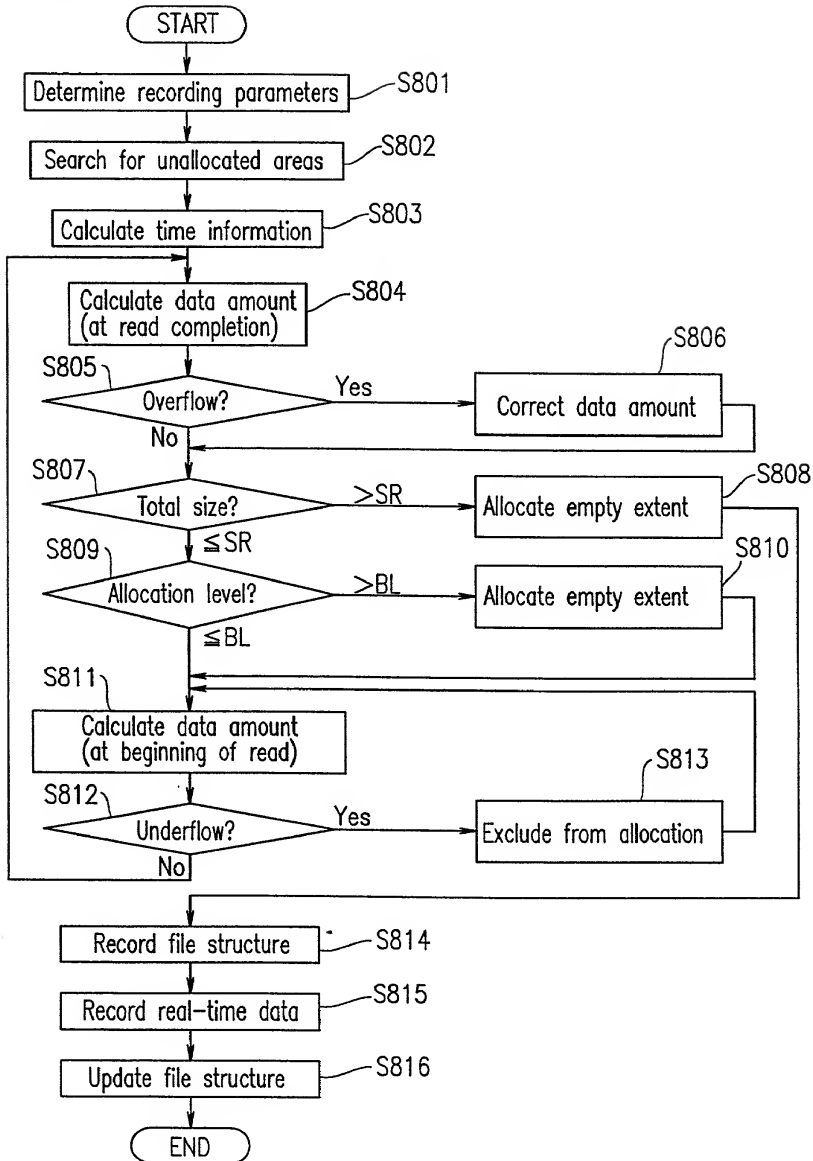 START
Determine recording parameters
S801
Search for unallocated areas
S802
Calculate time information
S803
Calculate data amount
(at read completion)
S804
S805
Overflow?
Yes
No
S806
Correct data amount
S807
Total size?
>SR
≦SR
S808
Allocate empty extent
S809
Allocation level?
>BL
≦BL
S810
Allocate empty extent
S811
Calculate data amount
(at beginning of read)
S812
Underflow?
Yes
No
S813
Exclude from allocation
Record file structure
S814
Record real-time data
S815
Update file structure
S816
END